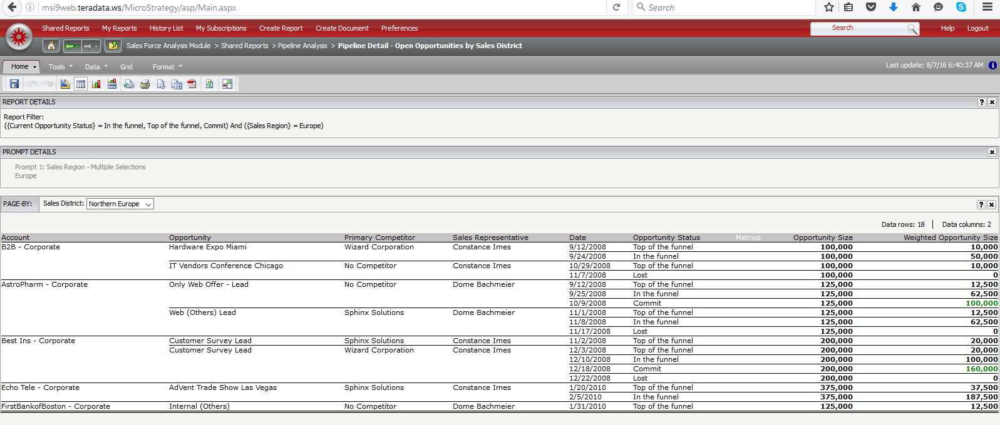 msi9web.teradata.ws/MicroStrategy/asp/Main.aspx Search
Shared Reports My Reports History List My Subscriptions Create Report Create Document Preferences Search Help Logout
Sales Force Analysis Module > Shared Reports > Pipeline Analysis > Pipeline Detail - Open Opportunities by Sales District
Home Tools Data Grid Format Last update: 8/7/16 6:40:37 AM
REPORT DETAILS
Report Filter:
({Current Opportunity Status} = In the funnel, Top of the funnel, Commit) And ({Sales Region} = Europe)
PROMPT DETAILS
Prompt 1: Sales Region - Multiple Selections
Europe
PAGE-BY: Sales District: Northern Europe
Data rows: 18 Data columns: 2
Account Opportunity Primary Competitor Sales Representative Date Opportunity Status Metrics Opportunity Size Weighted Opportunity Size
B2B - Corporate Hardware Expo Miami Wizard Corporation Constance Imes 9/12/2008 Top of the funnel 100,000 10,000
9/24/2008 In the funnel 100,000 50,000
IT Vendors Conference Chicago No Competitor Constance Imes 10/29/2008 Top of the funnel 100,000 10,000
11/7/2008 Lost 100,000 0
AstroPharm - Corporate Only Web Offer - Lead No Competitor Dome Bachmeier 9/12/2008 Top of the funnel 125,000 12,500
9/25/2008 In the funnel 125,000 62,500
10/9/2008 Commit 125,000 100,000
Web (Others) Lead Sphinx Solutions Dome Bachmeier 11/1/2008 Top of the funnel 125,000 12,500
11/8/2008 In the funnel 125,000 62,500
11/17/2008 Lost 125,000 0
Best Ins - Corporate Customer Survey Lead Sphinx Solutions Constance Imes 11/2/2008 Top of the funnel 200,000 20,000
Customer Survey Lead Wizard Corporation Constance Imes 12/3/2008 Top of the funnel 200,000 20,000
12/10/2008 In the funnel 200,000 100,000
12/18/2008 Commit 200,000 160,000
12/22/2008 Lost 200,000 0
Echo Tele - Corporate AdVent Trade Show Las Vegas Sphinx Solutions Constance Imes 1/20/2010 Top of the funnel 375,000 37,500
2/5/2010 In the funnel 375,000 187,500
FirstBankofBoston - Corporate Internal (Others) No Competitor Dome Bachmeier 1/31/2010 Top of the funnel 125,000 12,500